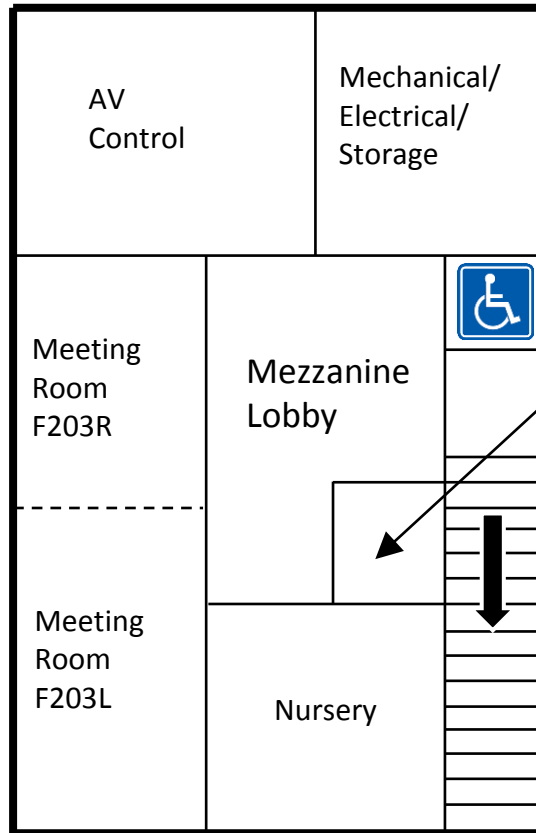 AV
Control
Mechanical/
Electrical/
Storage
Meeting
Room
F203R
Mezzanine
Lobby
Meeting
Room
F203L
Nursery